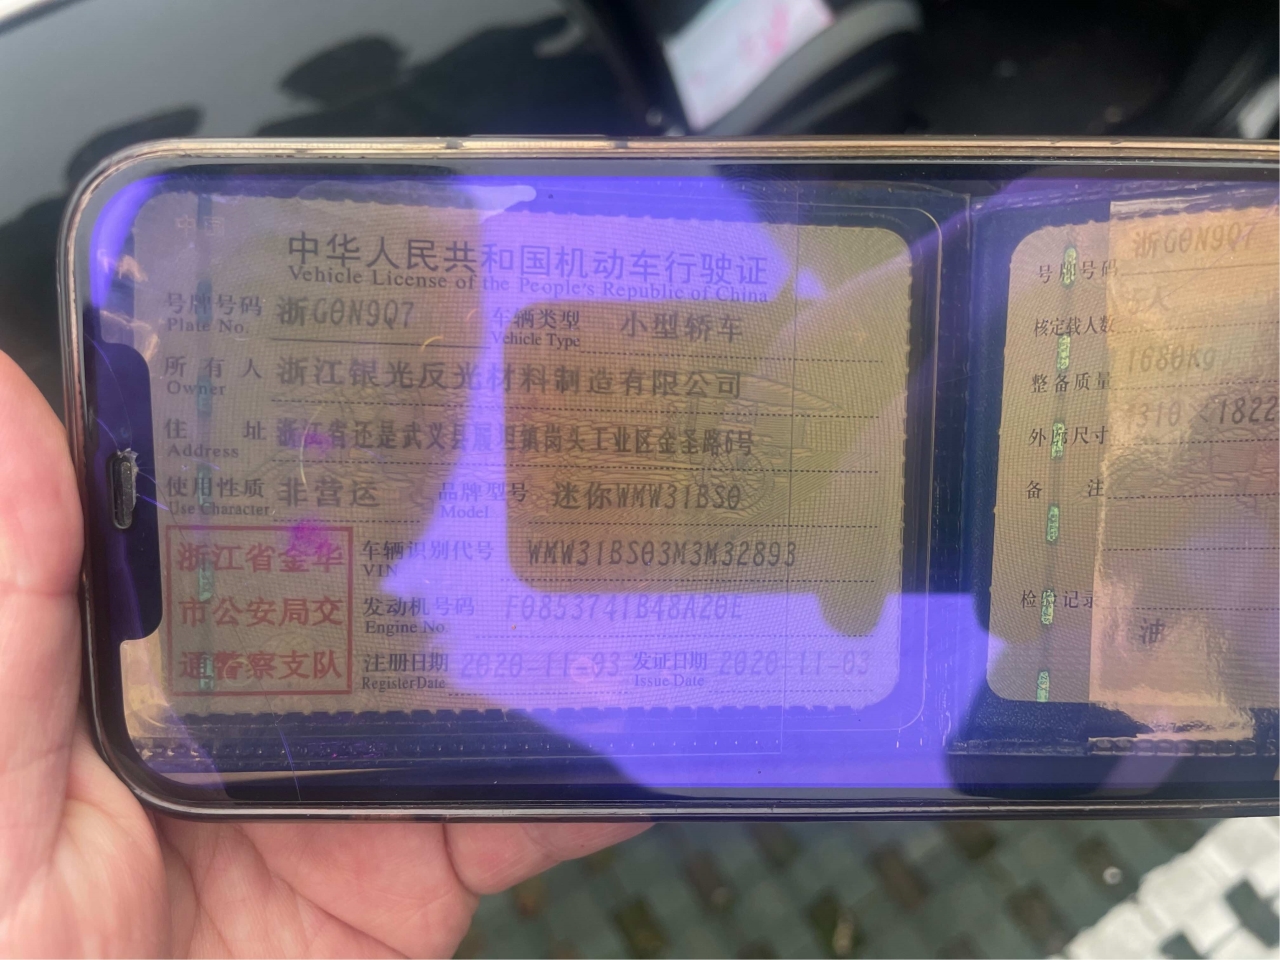 中华人民共和国机动车行驶证
Vehicle License of the People's Republic of China
号牌号码 浙G0N9Q7 车辆类型 小型轿车
Plate No. Vehicle Type
所有人 浙江银光反光材料制造有限公司
Owner
住址 浙江省还是武义县履坦镇岗头工业区金圣路6号
Address
使用性质 非营运 品牌型号 迷你WMW31BS0
Use Character Model
浙江省金华
市公安局交
通警察支队
车辆识别代号 WMW31BS03M3M32893
VIN
发动机号码 F0853741B48A20E
Engine No.
注册日期 2020-11-03 发证日期 2020-11-03
Register Date Issue Date
号牌号码 浙G0N9Q7
核定载人数 5人
整备质量 1680kg
外廓尺寸 1822
备注
检验记录
油